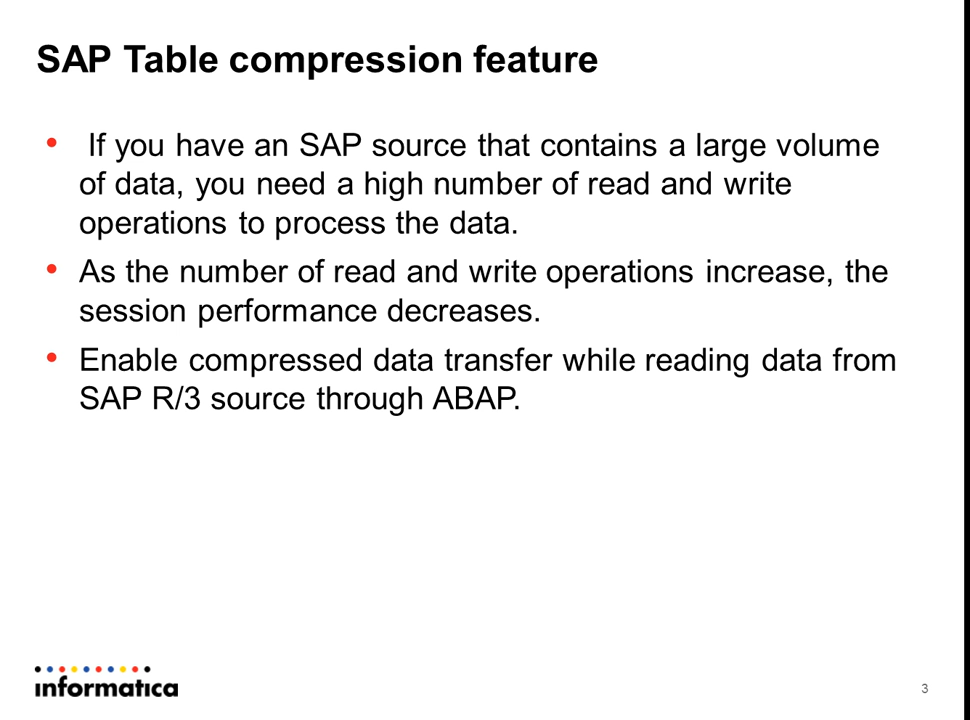 SAP Table compression feature
• If you have an SAP source that contains a large volume
of data, you need a high number of read and write
operations to process the data.
• As the number of read and write operations increase, the
session performance decreases.
• Enable compressed data transfer while reading data from
SAP R/3 source through ABAP.
informatica
3